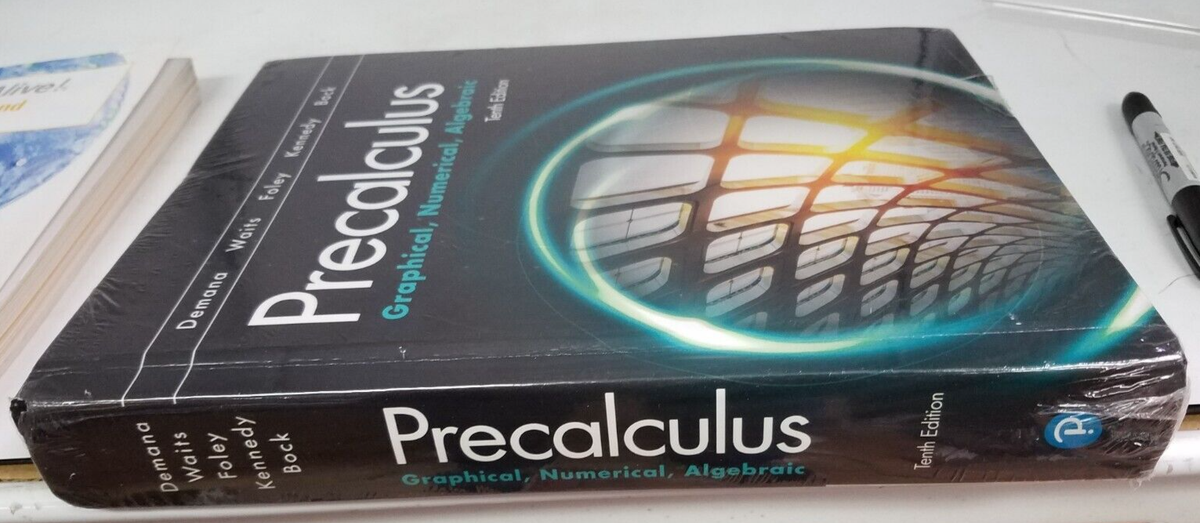 Alive!
nd
Demana Waits Foley Kennedy Bock
Precalculus
Graphical, Numerical, Algebraic
Tenth Edition
Demana
Waits
Foley
Kennedy
Bock
Precalculus
Graphical, Numerical, Algebraic
Tenth Edition
P